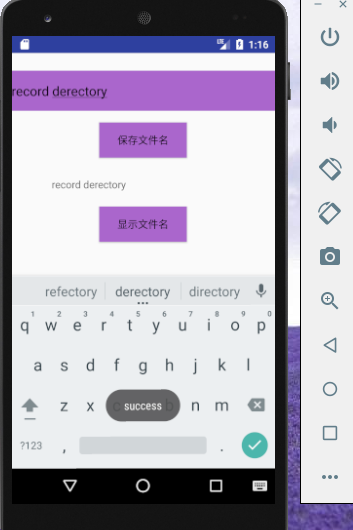 1:16
record derectory
保存文件名
record derectory
显示文件名
refectory derectory directory
1 2 3 4 5 6 7 8 9 0
q w e r t y u i o p
a s d f g h j k l
z x success n m
?123 , .